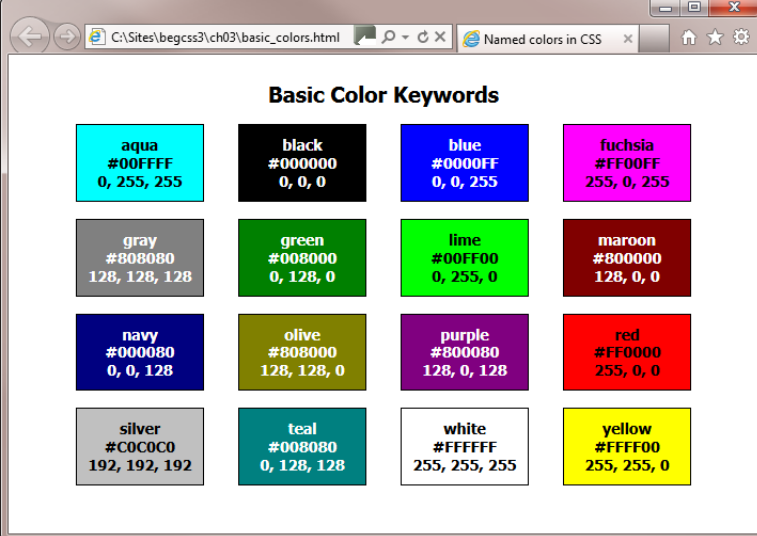 C:\Sites\begcss3\ch03\basic_colors.html
Named colors in CSS
Basic Color Keywords
aqua
#00FFFF
0, 255, 255
black
#000000
0, 0, 0
blue
#0000FF
0, 0, 255
fuchsia
#FF00FF
255, 0, 255
gray
#808080
128, 128, 128
green
#008000
0, 128, 0
lime
#00FF00
0, 255, 0
maroon
#800000
128, 0, 0
navy
#000080
0, 0, 128
olive
#808000
128, 128, 0
purple
#800080
128, 0, 128
red
#FF0000
255, 0, 0
silver
#C0C0C0
192, 192, 192
teal
#008080
0, 128, 128
white
#FFFFFF
255, 255, 255
yellow
#FFFF00
255, 255, 0